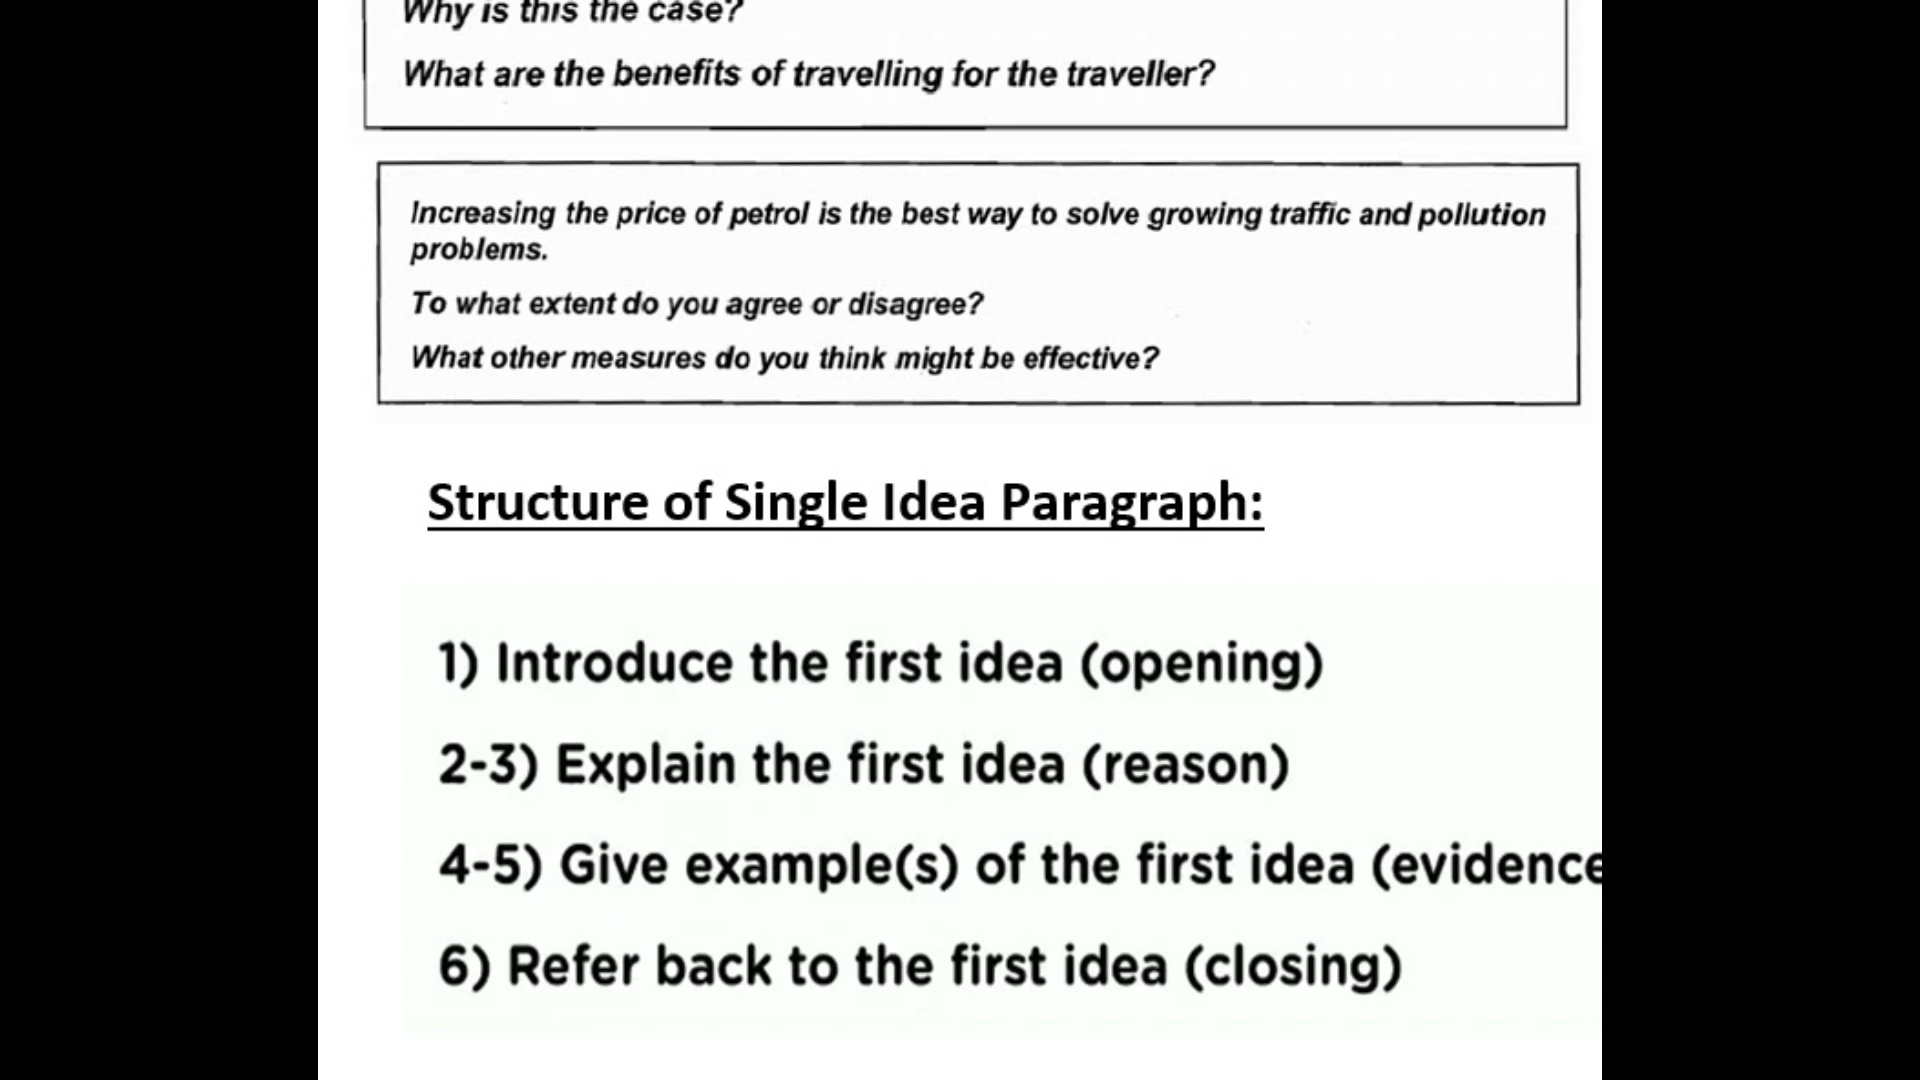 Why is this the case?
What are the benefits of travelling for the traveller?
Increasing the price of petrol is the best way to solve growing traffic and pollution
problems.
To what extent do you agree or disagree?
What other measures do you think might be effective?
Structure of Single Idea Paragraph:
1) Introduce the first idea (opening)
2-3) Explain the first idea (reason)
4-5) Give example(s) of the first idea (evidence
6) Refer back to the first idea (closing)